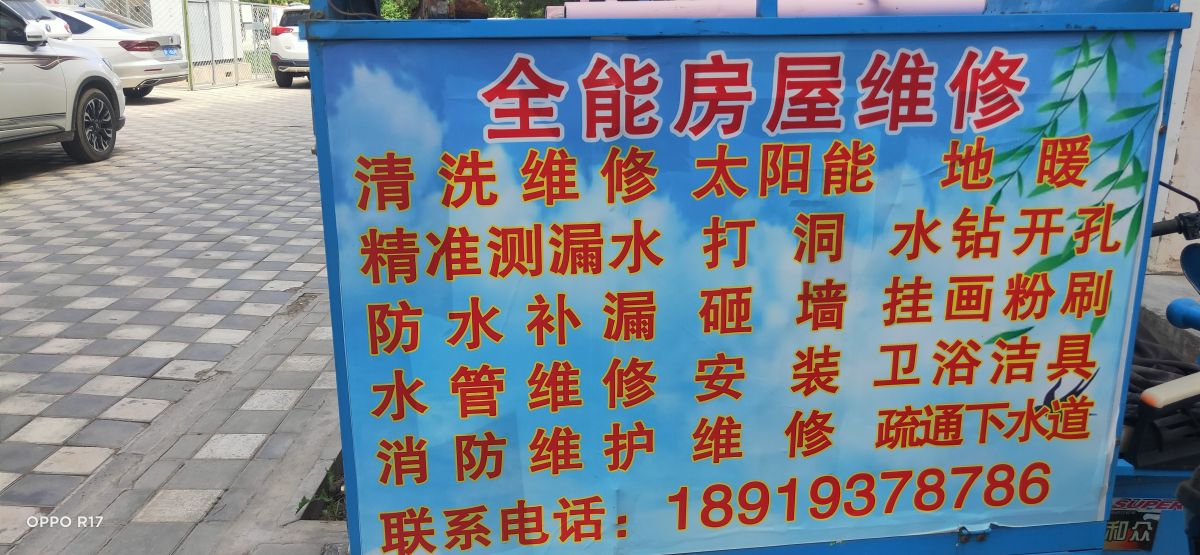 全能房屋维修
清洗维修 太阳能 地暖
精准测漏水 打洞 水钻开孔
防水补漏 砸墙 挂画粉刷
水管维修 安装 卫浴洁具
消防维护 维修 疏通下水道
联系电话：18919378786
SUPER
和众
OPPO R17